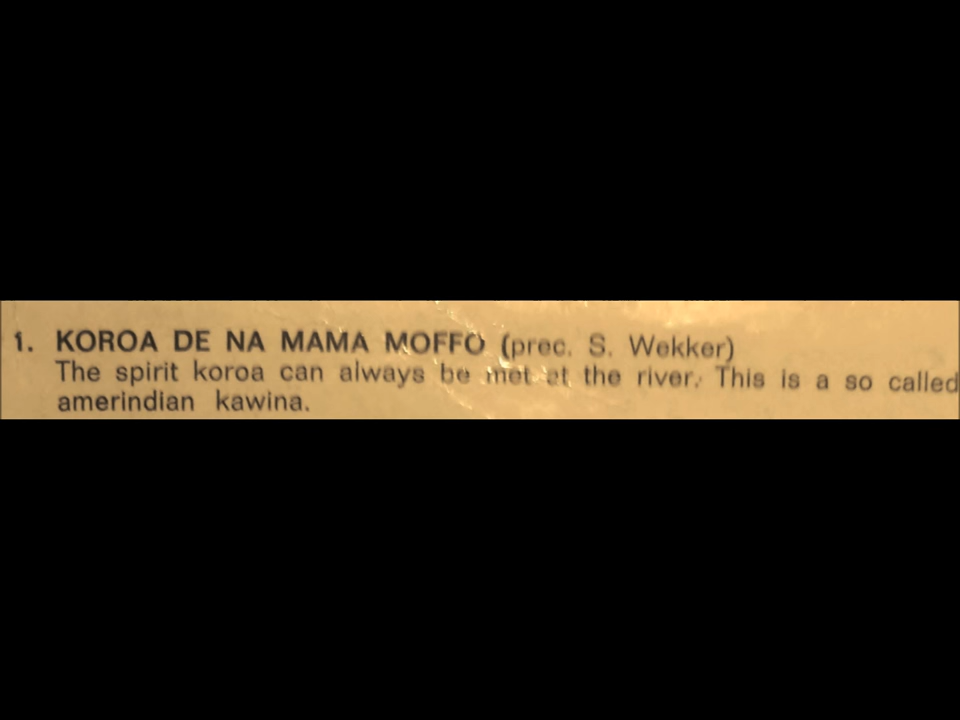 1. KOROA DE NA MAMA MOFFO (prec. S. Wekker)
The spirit koroa can always be met at the river. This is a so called
amerindian kawina.